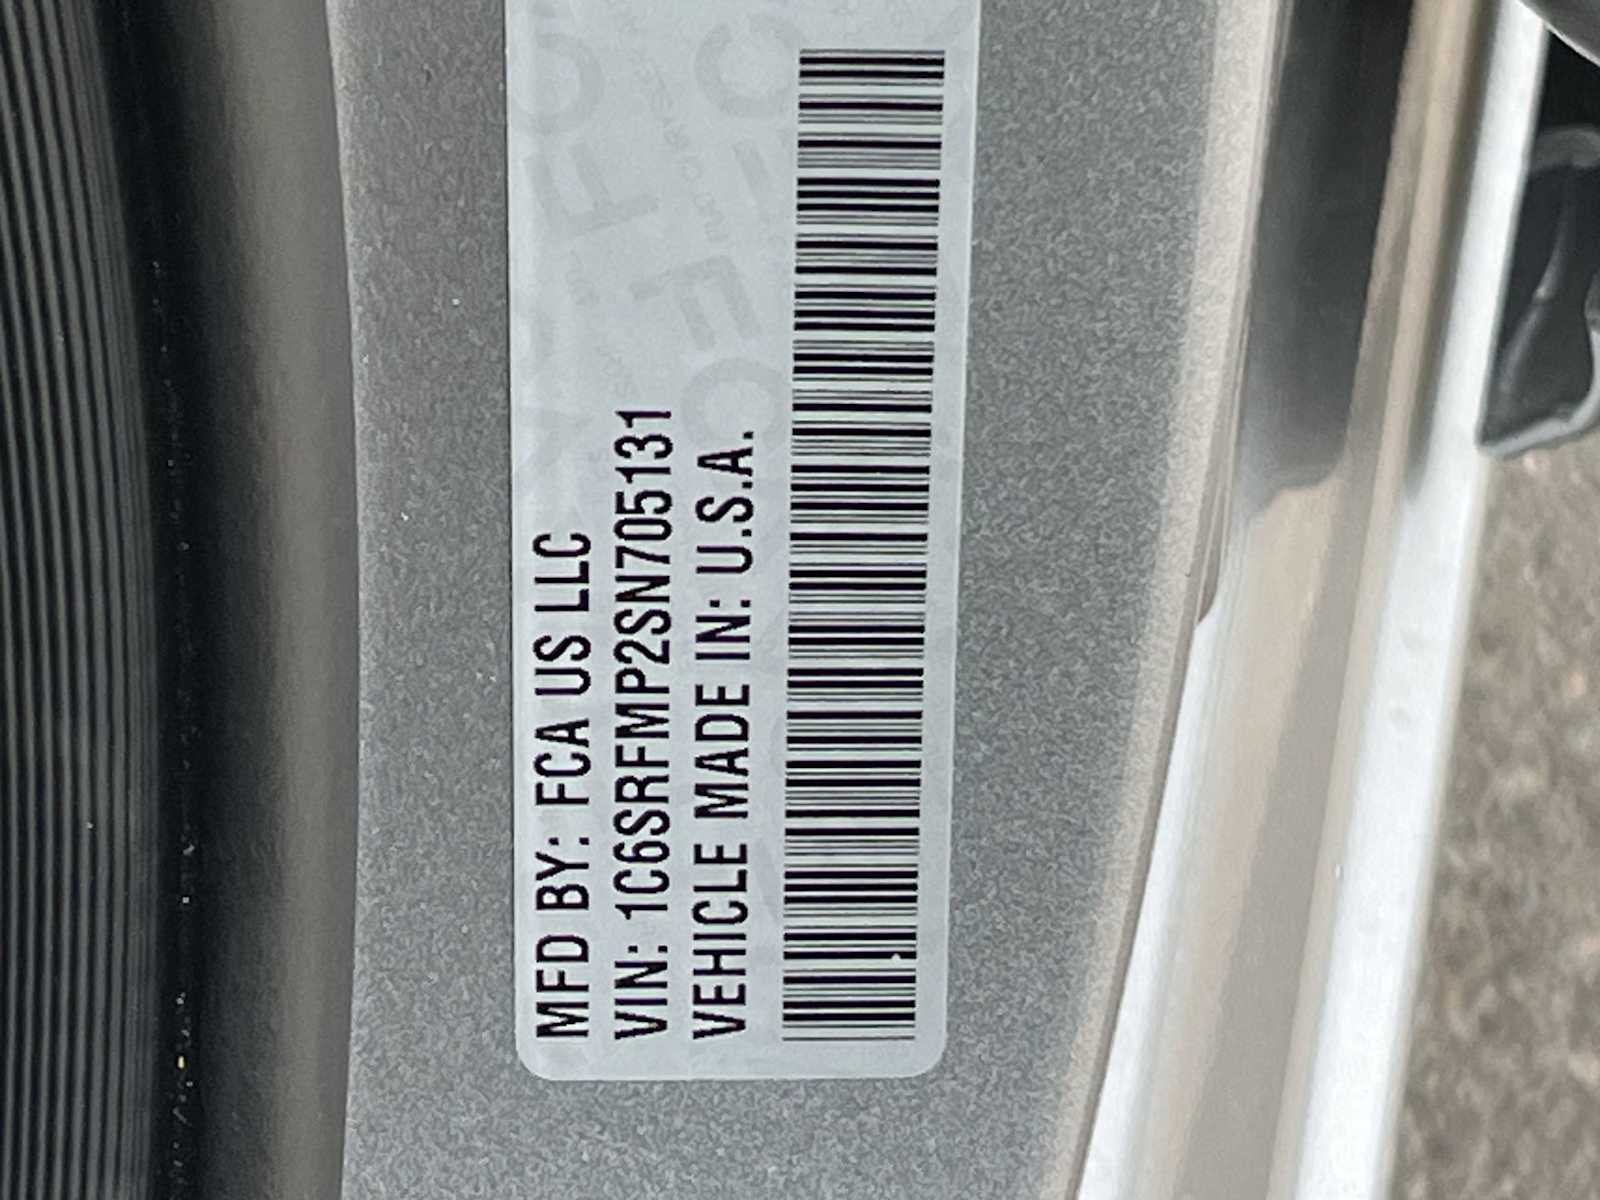 MFD BY: FCA US LLC
VIN: 1C6SRFMP2SN705131
VEHICLE MADE IN: U.S.A.